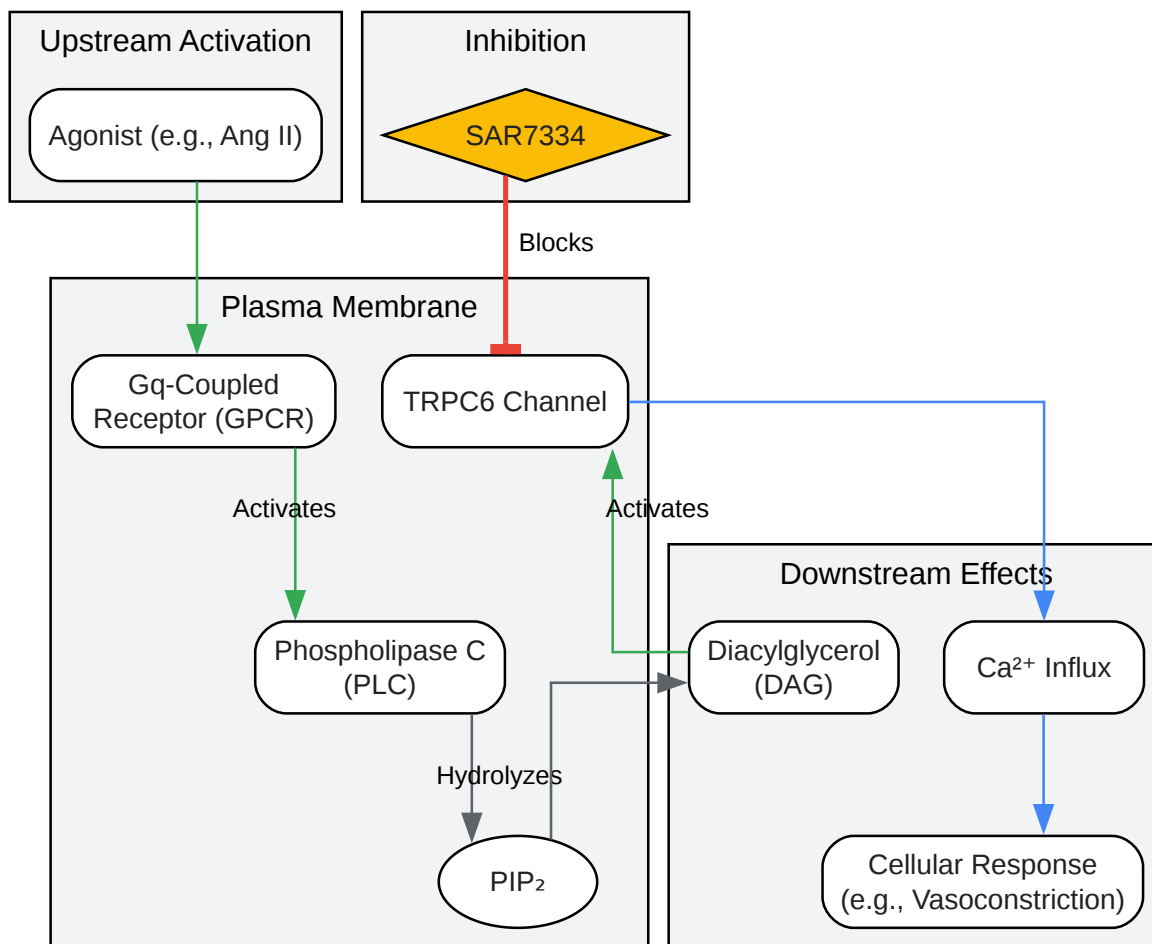 Upstream Activation
Inhibition
Agonist (e.g., Ang II)
SAR7334
Blocks
Plasma Membrane
Gq-Coupled
Receptor (GPCR)
TRPC6 Channel
Activates
Activates
Downstream Effects
Phospholipase C
(PLC)
Diacylglycerol
(DAG)
Ca²⁺ Influx
Hydrolyzes
PIP₂
Cellular Response
(e.g., Vasoconstriction)